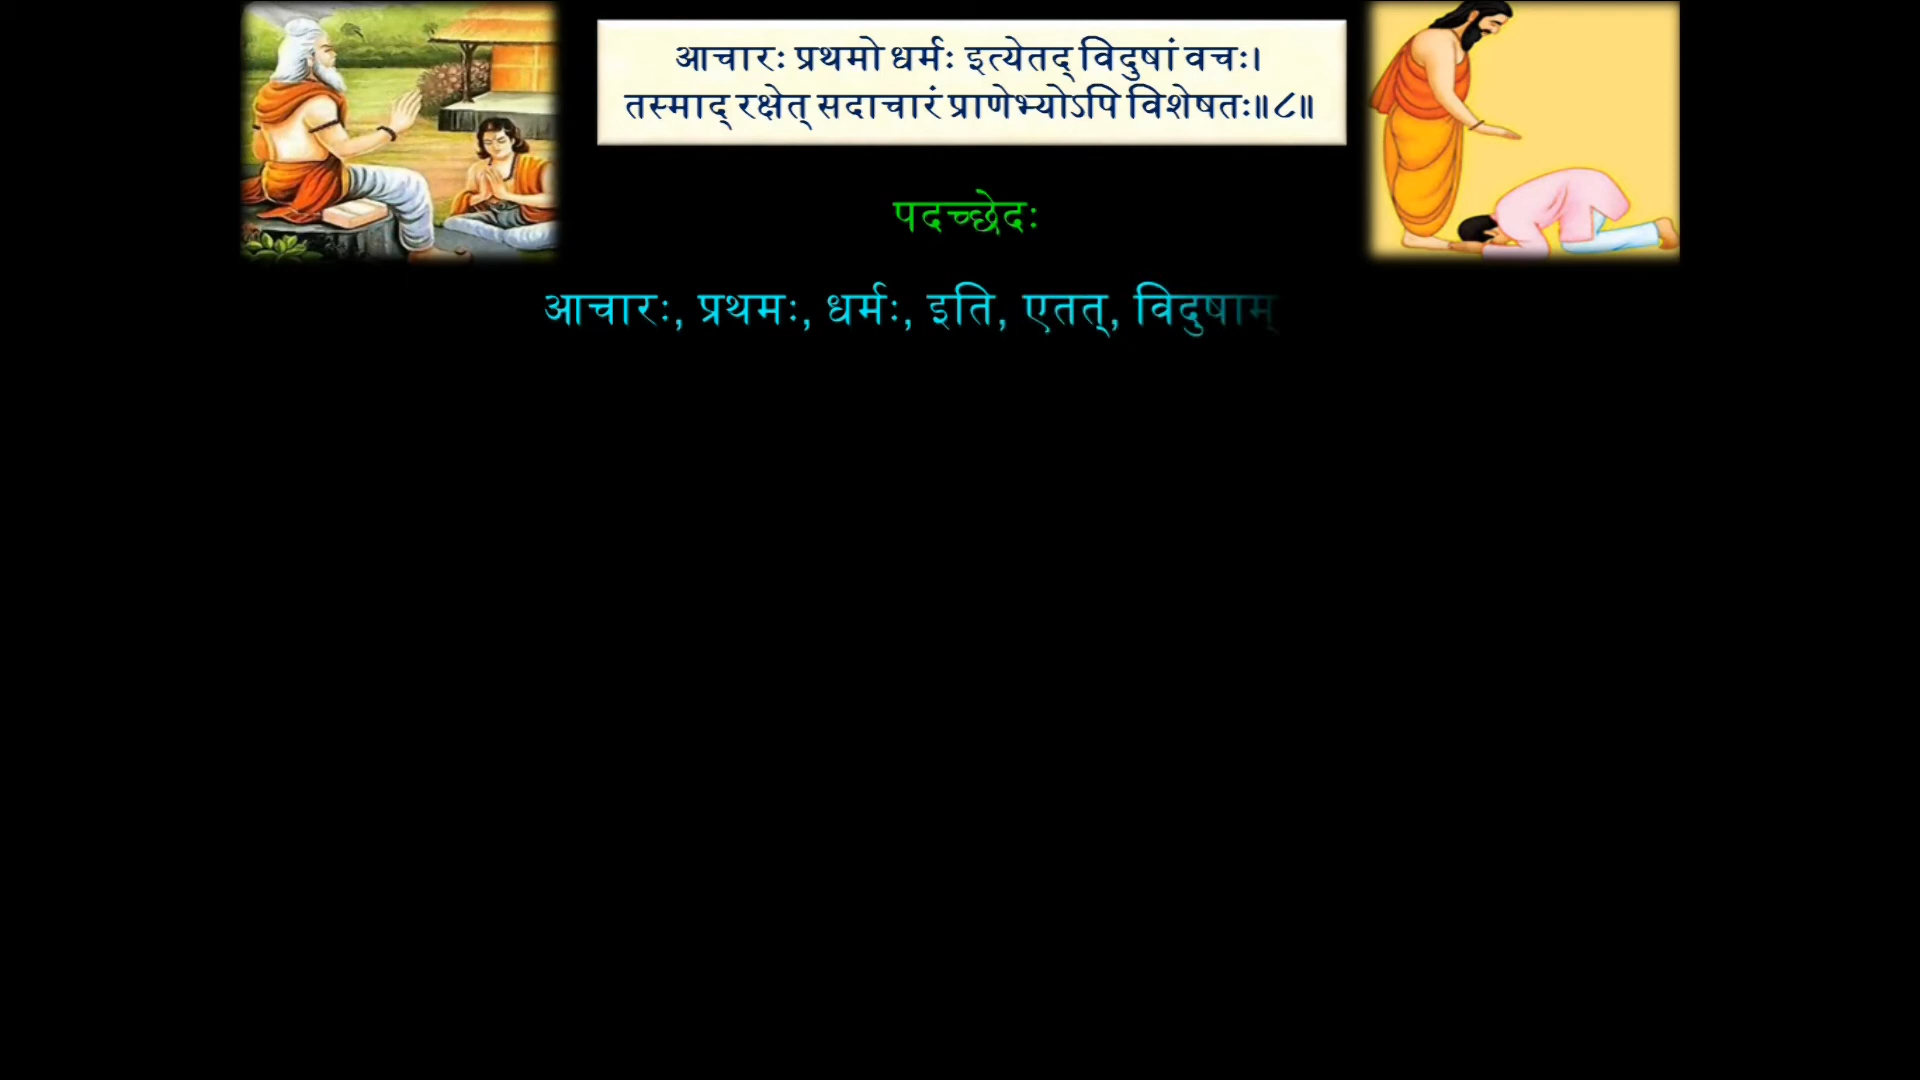 आचारः प्रथमो धर्मः इत्येतद् विदुषां वचः।
तस्माद् रक्षेत् सदाचारं प्राणेभ्योऽपि विशेषतः॥८॥
पदच्छेदः
आचारः, प्रथमः, धर्मः, इति, एतत्, विदुषाम्